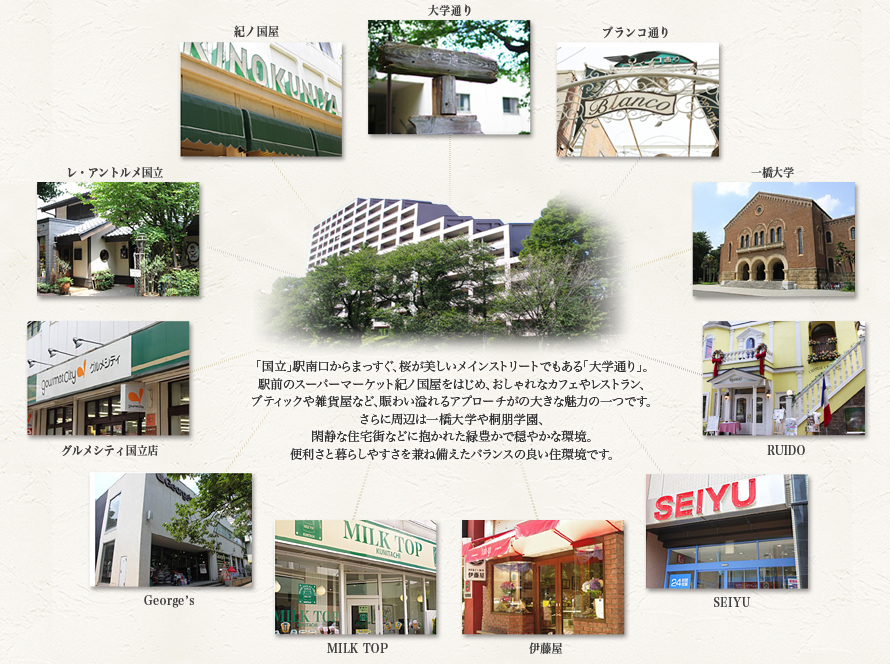 大学通り
紀ノ国屋
ブランコ通り
KINOKUNIYA
Blanco
レ・アントルメ国立
一橋大学
gourmet City グルメシティ
gourmet City
「国立」駅南口からまっすぐ、桜が美しいメインストリートでもある「大学通り」。
駅前のスーパーマーケット紀ノ国屋をはじめ、おしゃれなカフェやレストラン、
ブティックや雑貨屋など、賑わい溢れるアプローチがの大きな魅力の一つです。
さらに周辺は一橋大学や桐朋学園、
閑静な住宅街などに抱かれた緑豊かで穏やかな環境。
便利さと暮らしやすさを兼ね備えたバランスの良い住環境です。
グルメシティ国立店
RUIDO
George's
SEIYU
24時間
MILK TOP
KUNITACHI
MILK TOP
伊藤屋
George's
SEIYU
MILK TOP
伊藤屋